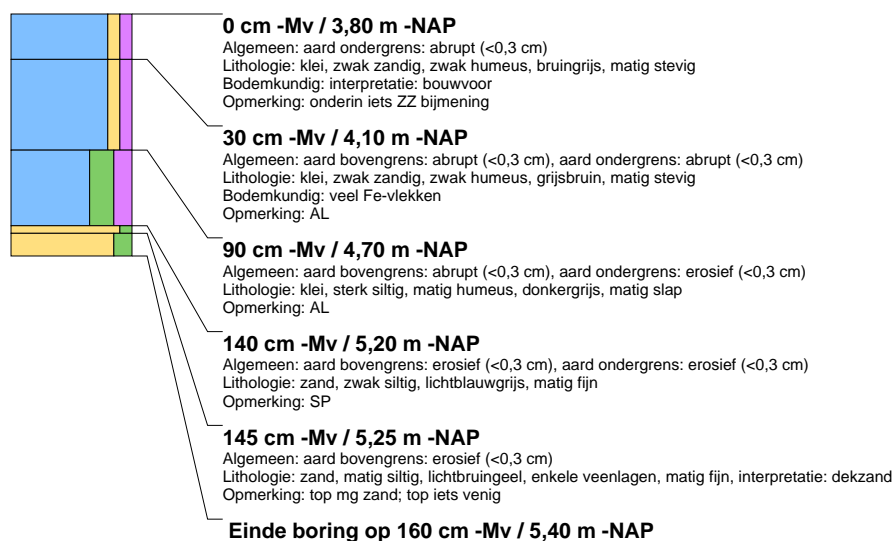 0 cm -Mv / 3,80 m -NAP
Algemeen: aard ondergrens: abrupt (<0,3 cm)
Lithologie: klei, zwak zandig, zwak humeus, bruingrijs, matig stevig
Bodemkundig: interpretatie: bouwvoor
Opmerking: onderin iets ZZ bijmening
30 cm -Mv / 4,10 m -NAP
Algemeen: aard bovengrens: abrupt (<0,3 cm), aard ondergrens: abrupt (<0,3 cm)
Lithologie: klei, zwak zandig, zwak humeus, grijsbruin, matig stevig
Bodemkundig: veel Fe-vlekken
Opmerking: AL
90 cm -Mv / 4,70 m -NAP
Algemeen: aard bovengrens: abrupt (<0,3 cm), aard ondergrens: erosief (<0,3 cm)
Lithologie: klei, sterk siltig, matig humeus, donkergrijs, matig slap
Opmerking: AL
140 cm -Mv / 5,20 m -NAP
Algemeen: aard bovengrens: erosief (<0,3 cm), aard ondergrens: erosief (<0,3 cm)
Lithologie: zand, zwak siltig, lichtblauwgrijs, matig fijn
Opmerking: SP
145 cm -Mv / 5,25 m -NAP
Algemeen: aard bovengrens: erosief (<0,3 cm)
Lithologie: zand, matig siltig, lichtbruingeel, enkele veenlagen, matig fijn, interpretatie: dekzand
Opmerking: top mg zand; top iets venig
Einde boring op 160 cm -Mv / 5,40 m -NAP